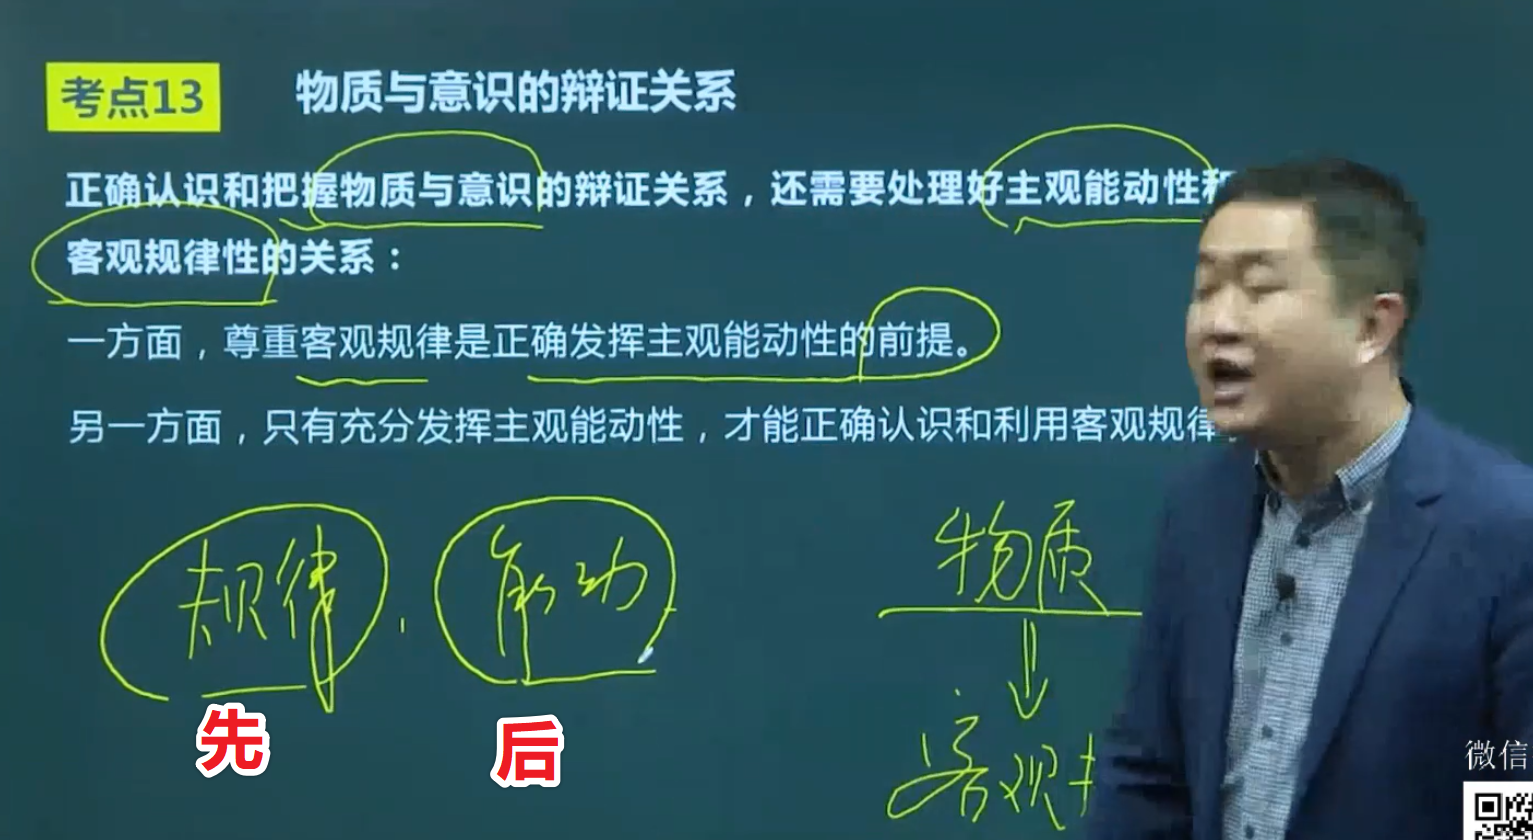 考点13
物质与意识的辩证关系
正确认识和把握物质与意识的辩证关系，还需要处理好主观能动性和
客观规律性的关系：
一方面，尊重客观规律是正确发挥主观能动性的前提。
另一方面，只有充分发挥主观能动性，才能正确认识和利用客观规律
规律 能动
先 后
物质
客观
微信